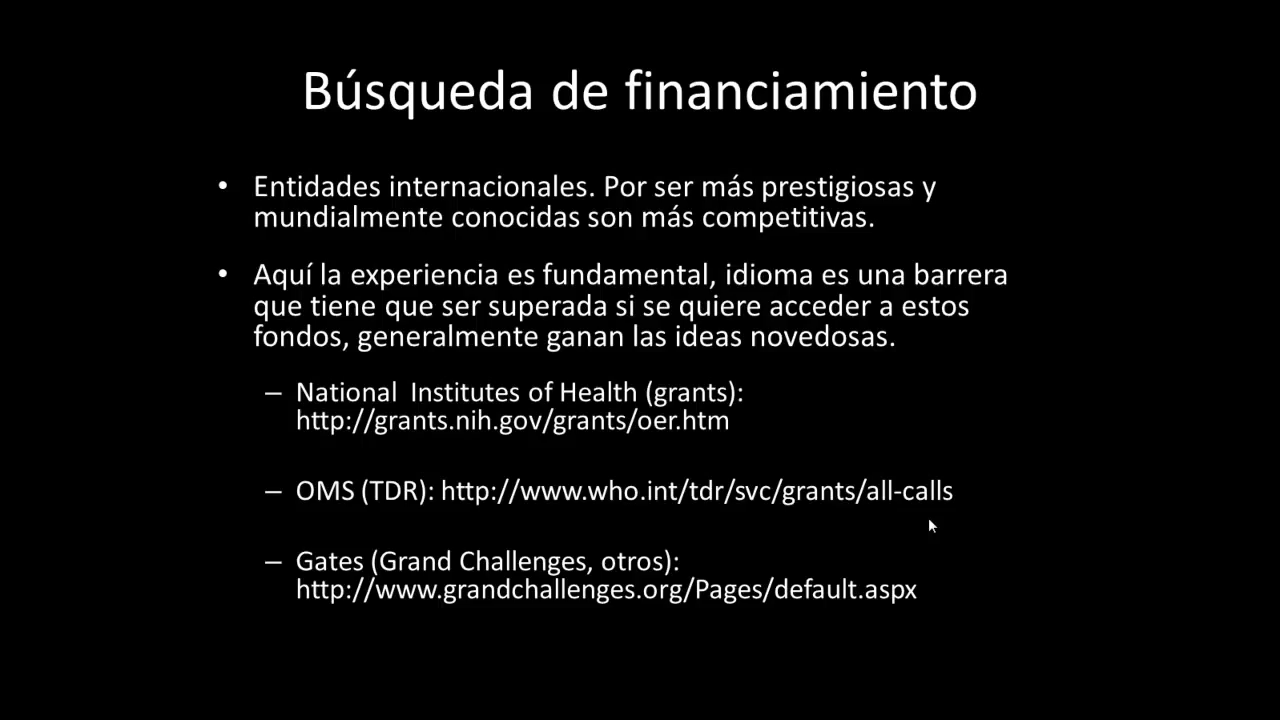 Búsqueda de financiamiento
• Entidades internacionales. Por ser más prestigiosas y
mundialmente conocidas son más competitivas.
• Aquí la experiencia es fundamental, idioma es una barrera
que tiene que ser superada si se quiere acceder a estos
fondos, generalmente ganan las ideas novedosas.
– National  Institutes of Health (grants):
http://grants.nih.gov/grants/oer.htm
– OMS (TDR): http://www.who.int/tdr/svc/grants/all-calls
– Gates (Grand Challenges, otros):
http://www.grandchallenges.org/Pages/default.aspx